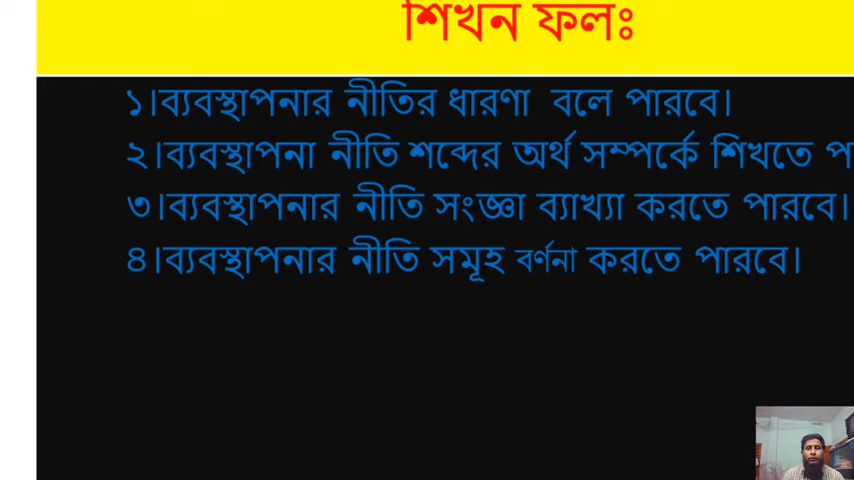 শিখন ফলঃ
১।ব্যবস্থাপনার নীতির ধারণা বলে পারবে।
২।ব্যবস্থাপনা নীতি শব্দের অর্থ সম্পর্কে শিখতে
৩।ব্যবস্থাপনার নীতি সংজ্ঞা ব্যাখ্যা করতে পারবে।
৪।ব্যবস্থাপনার নীতি সমূহ বর্ণনা করতে পারবে।